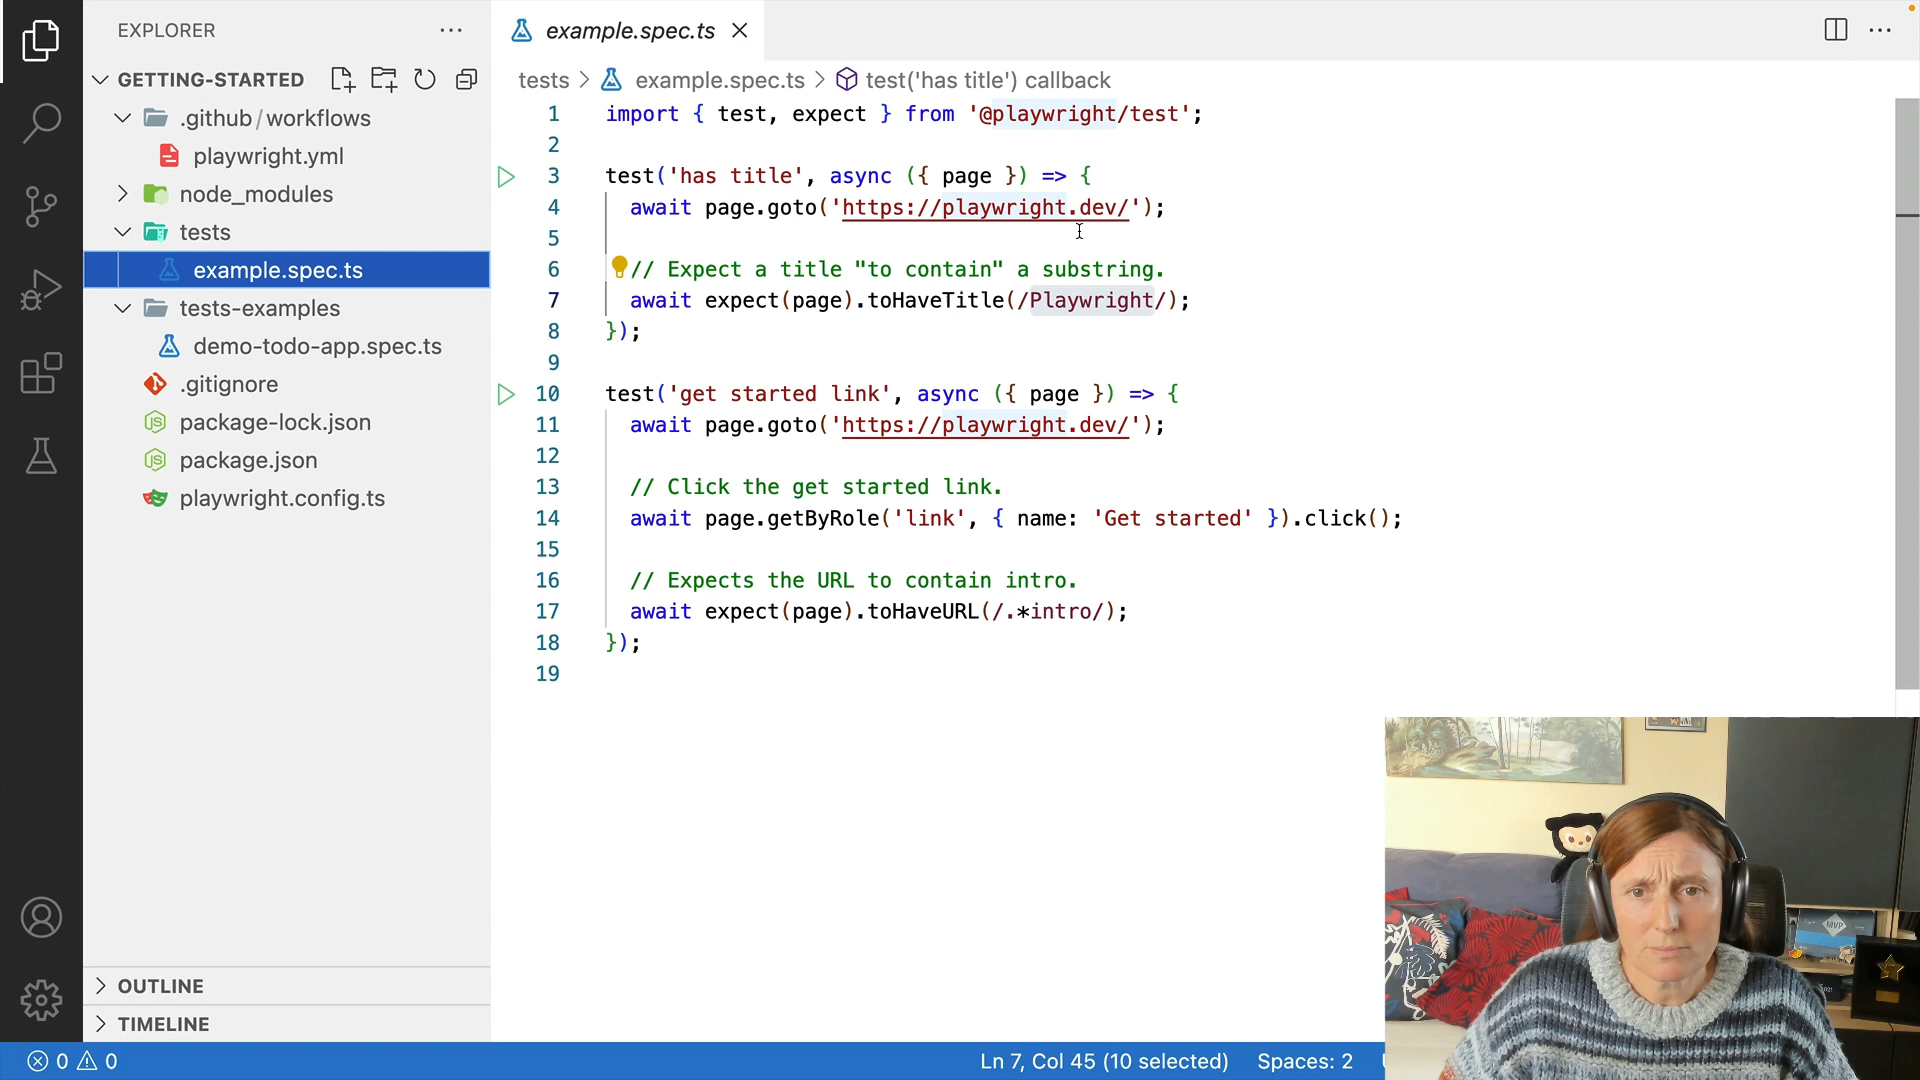 EXPLORER
GETTING-STARTED
.github/workflows
playwright.yml
node_modules
tests
example.spec.ts
tests-examples
demo-todo-app.spec.ts
.gitignore
package-lock.json
package.json
playwright.config.ts
OUTLINE
TIMELINE
example.spec.ts
tests > example.spec.ts > test('has title') callback
1 import { test, expect } from '@playwright/test';
2
3 test('has title', async ({ page }) => {
4 await page.goto('https://playwright.dev/');
5
6 // Expect a title "to contain" a substring.
7 await expect(page).toHaveTitle(/Playwright/);
8 });
9
10 test('get started link', async ({ page }) => {
11 await page.goto('https://playwright.dev/');
12
13 // Click the get started link.
14 await page.getByRole('link', { name: 'Get started' }).click();
15
16 // Expects the URL to contain intro.
17 await expect(page).toHaveURL(/.*intro/);
18 });
19
MVP
0 0
Ln 7, Col 45 (10 selected) Spaces: 2